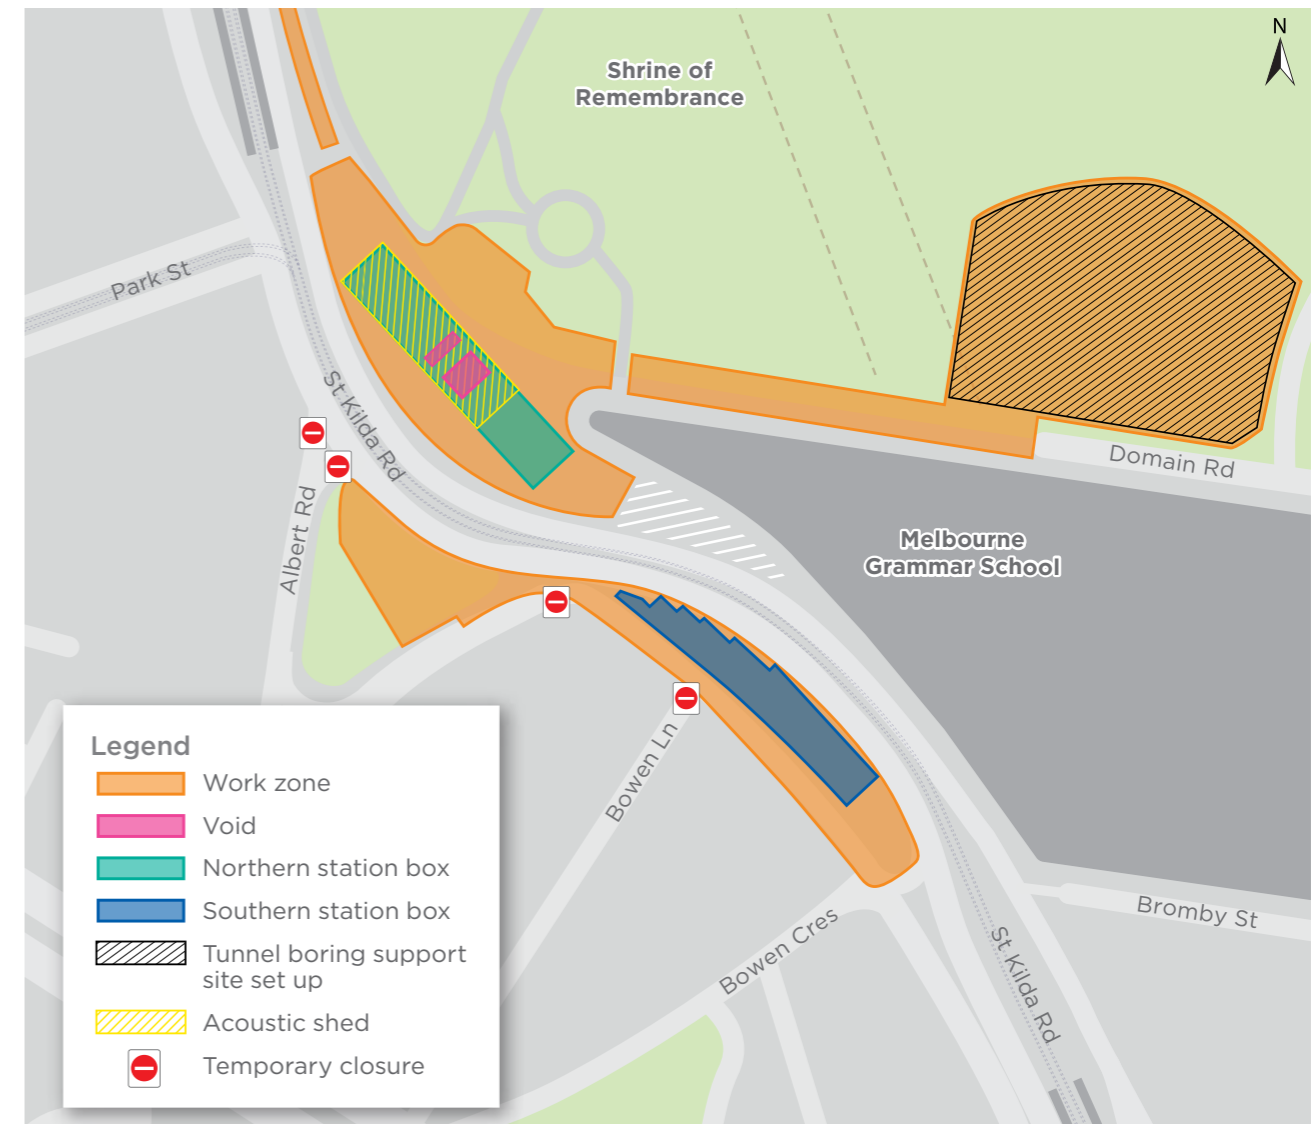 N
Shrine of
Remembrance
Park St
St Kilda Rd
Domain Rd
Albert Rd
Melbourne
Grammar School
Bowen Ln
Bowen Cres
Bromby St
St Kilda Rd
Legend
Work zone
Void
Northern station box
Southern station box
Tunnel boring support
site set up
Acoustic shed
Temporary closure